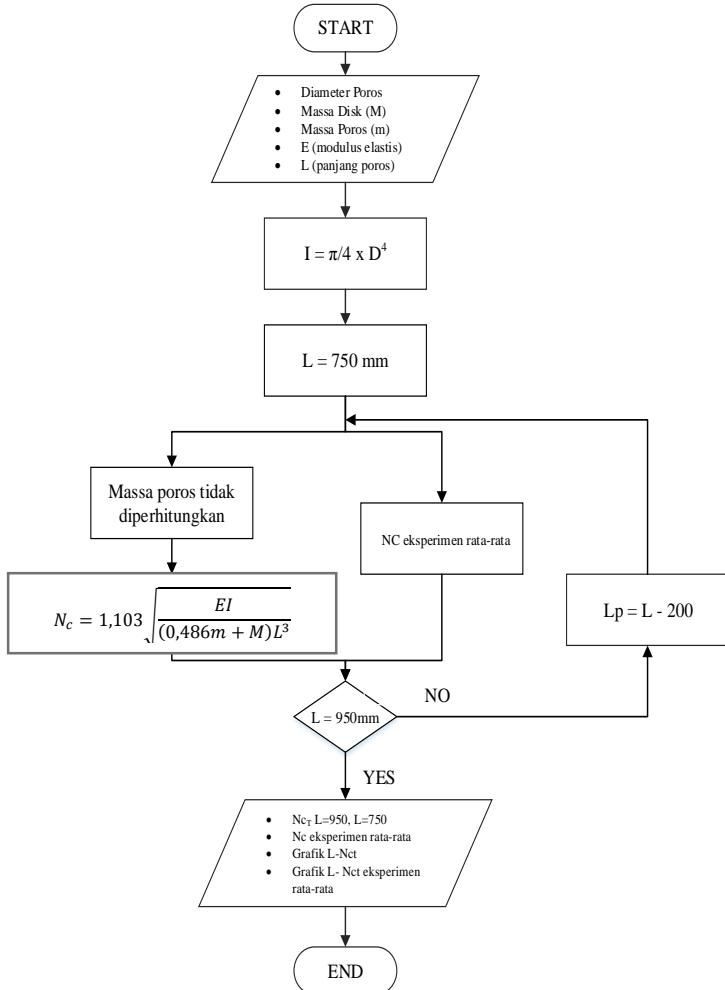 START
• Diameter Poros
• Massa Disk (M)
• Massa Poros (m)
• E (modulus elastis)
• L (panjang poros)
I = π/4 x D⁴
L = 750 mm
Massa poros tidak
diperhitungkan
NC eksperimen rata-rata
N_c = 1,103 √(EI / ((0,486m + M)L³))
Lp = L - 200
L = 950mm
NO
YES
• Nc_T L=950, L=750
• Nc eksperimen rata-rata
• Grafik L-Nct
• Grafik L- Nct eksperimen
rata-rata
END